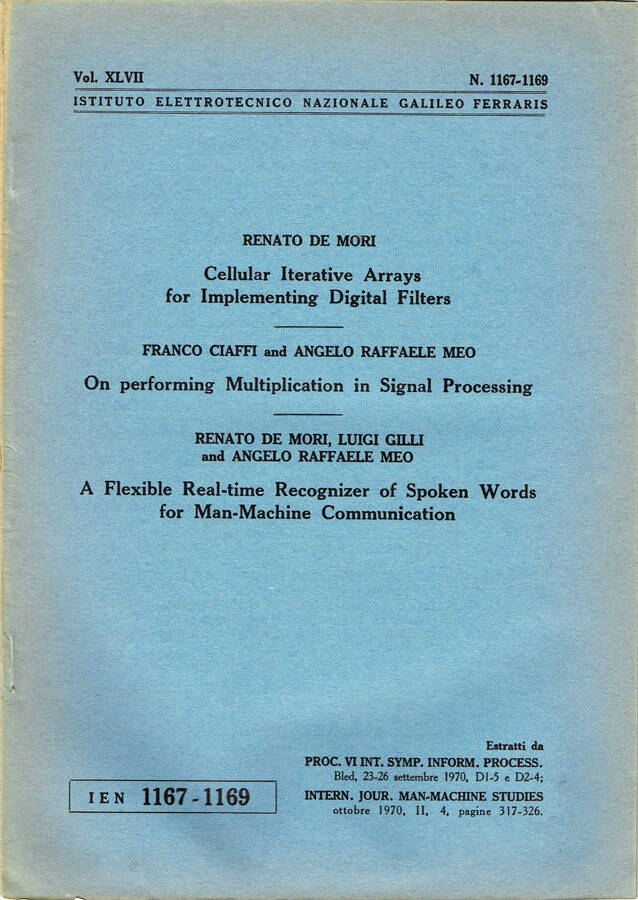 Vol. XLVII N. 1167-1169
ISTITUTO ELETTROTECNICO NAZIONALE GALILEO FERRARIS
RENATO DE MORI
Cellular Iterative Arrays
for Implementing Digital Filters
FRANCO CIAFFI and ANGELO RAFFAELE MEO
On performing Multiplication in Signal Processing
RENATO DE MORI, LUIGI GILLI
and ANGELO RAFFAELE MEO
A Flexible Real-time Recognizer of Spoken Words
for Man-Machine Communication
Estratti da
PROC. VI INT. SYMP. INFORM. PROCESS.
Bled, 23-26 settembre 1970, D1-5 e D2-4;
INTERN. JOUR. MAN-MACHINE STUDIES
ottobre 1970, II, 4, pagine 317-326.
IEN 1167-1169